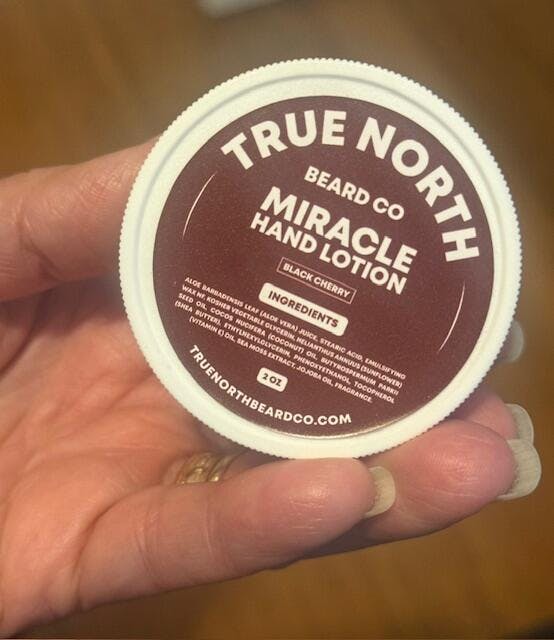 TRUE NORTH
BEARD CO
MIRACLE
HAND LOTION
BLACK CHERRY
INGREDIENTS
ALOE BARBADENSIS LEAF (ALOE VERA) JUICE, STEARIC ACID, EMULSIFYING
WAX NF, KOSHER VEGETABLE GLYCERIN, HELIANTHUS ANNUUS (SUNFLOWER)
SEED OIL, COCOS NUCIFERA (COCONUT) OIL, BUTYROSPERMUM PARKII
(SHEA BUTTER), ETHYLHEXYLGLYCERIN, PHENOXYETHANOL, TOCOPHEROL
(VITAMIN E) OIL, SEA MOSS EXTRACT, JOJOBA OIL, FRAGRANCE.
2 OZ
TRUENORTHBEARDCO.COM